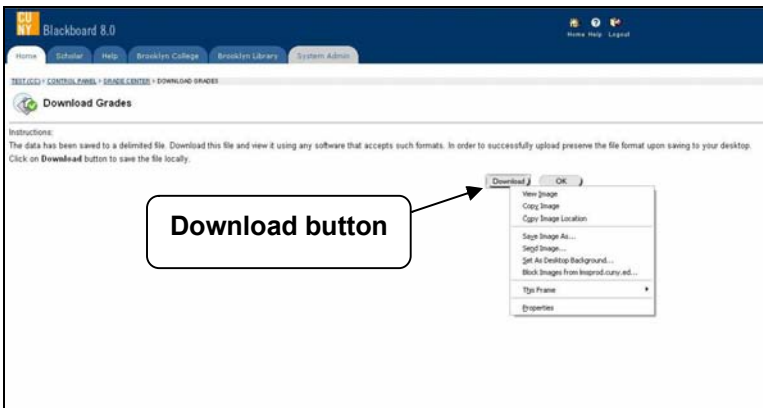 CU
NY Blackboard 8.0
Home Help Logout
Home Scholar Help Brooklyn College Brooklyn Library System Admin
TEST (CC) > CONTROL PANEL > GRADE CENTER > DOWNLOAD GRADES
Download Grades
Instructions:
The data has been saved to a delimited file. Download this file and view it using any software that accepts such formats. In order to successfully upload preserve the file format upon saving to your desktop.
Click on Download button to save the file locally.
Download OK
Download button
View Image
Copy Image
Copy Image Location
Save Image As...
Send Image...
Set As Desktop Background...
Block Images from lmsprod.cuny.ed...
This Frame
Properties